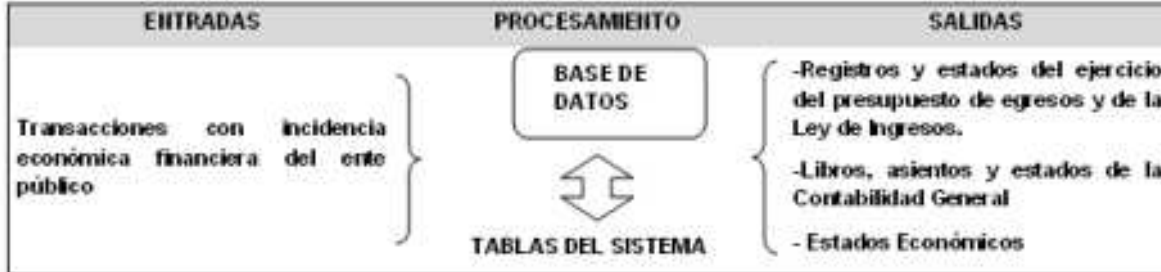 ENTRADAS
PROCESAMIENTO
SALIDAS
Transacciones con incidencia
económica financiera del ente
público
BASE DE
DATOS
TABLAS DEL SISTEMA
-Registros y estados del ejercicio
del presupuesto de egresos y de la
Ley de Ingresos.
-Libros, asientos y estados de la
Contabilidad General
- Estados Económicos